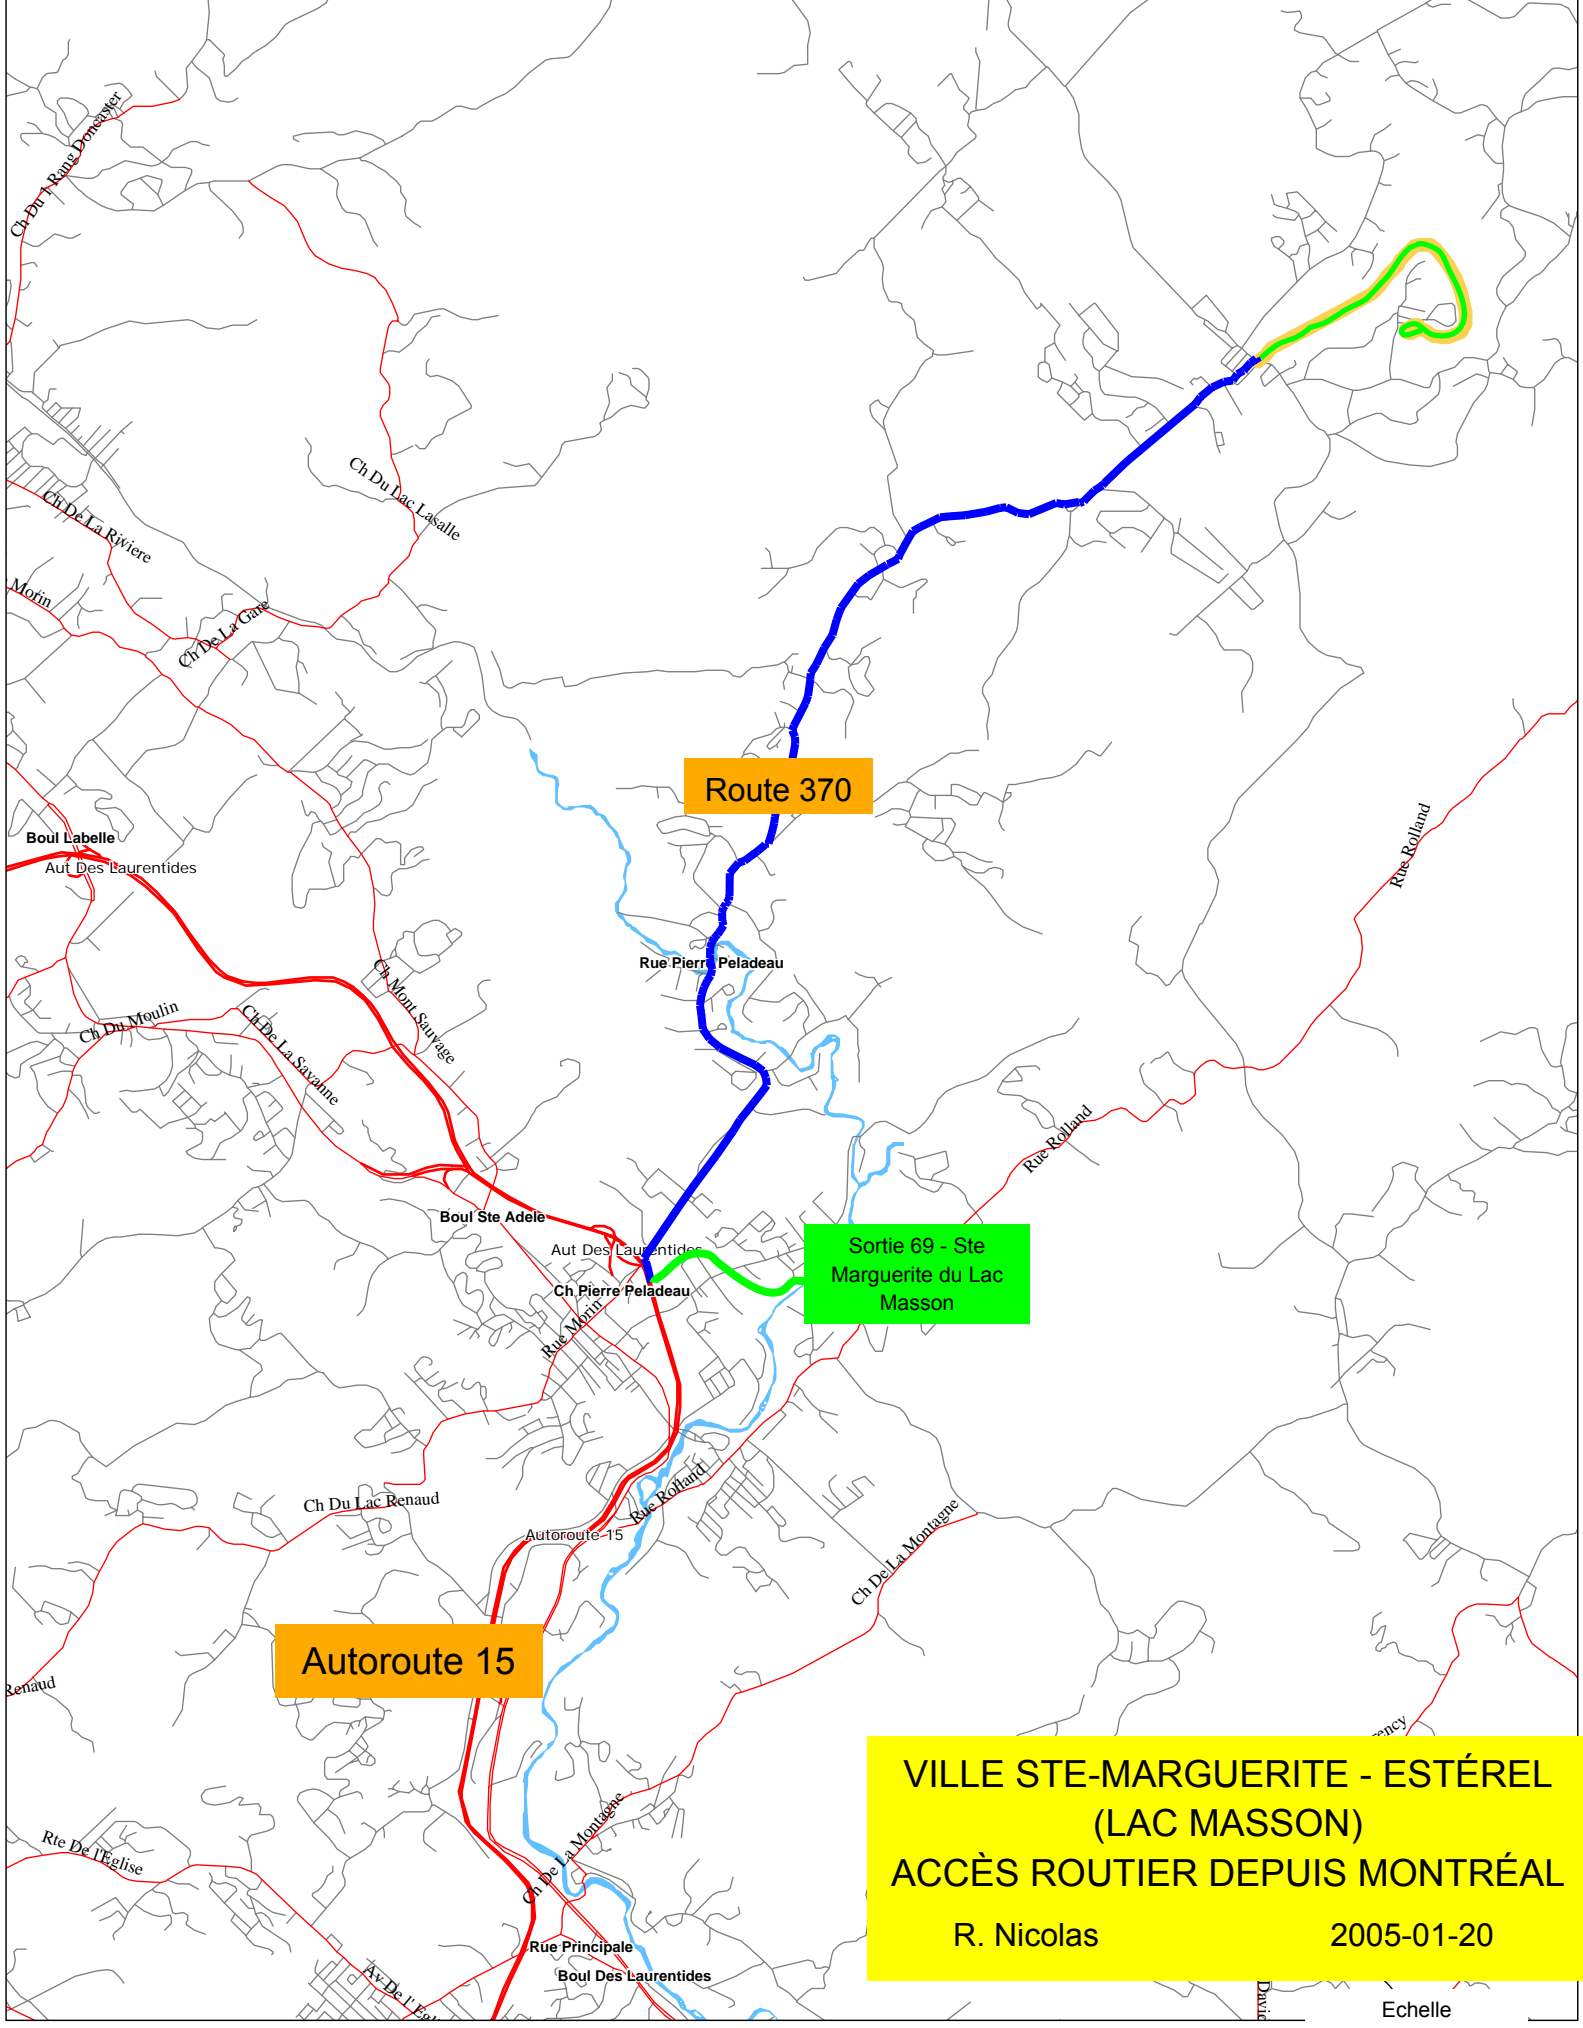 Ch Du 1 Rang Doncaster
Ch Du Lac Lasalle
Ch De La Riviere
Morin
Ch De La Gare
Route 370
Rue Rolland
Boul Labelle
Aut Des Laurentides
Rue Pierre Peladeau
Ch Mont Sauvage
Ch Du Moulin
Ch De La Savanne
Rue Rolland
Boul Ste Adele
Aut Des Laurentides
Sortie 69 - Ste
Marguerite du Lac
Masson
Ch Pierre Peladeau
Rue Morin
Rue Rolland
Ch Du Lac Renaud
Autoroute 15
Ch De La Montagne
Autoroute 15
Renaud
VILLE STE-MARGUERITE - ESTÉREL
(LAC MASSON)
ACCÈS ROUTIER DEPUIS MONTRÉAL
R. Nicolas 2005-01-20
Rte De l'Eglise
Ch De La Montagne
Rue Principale
Boul Des Laurentides
Av De l'
Echelle